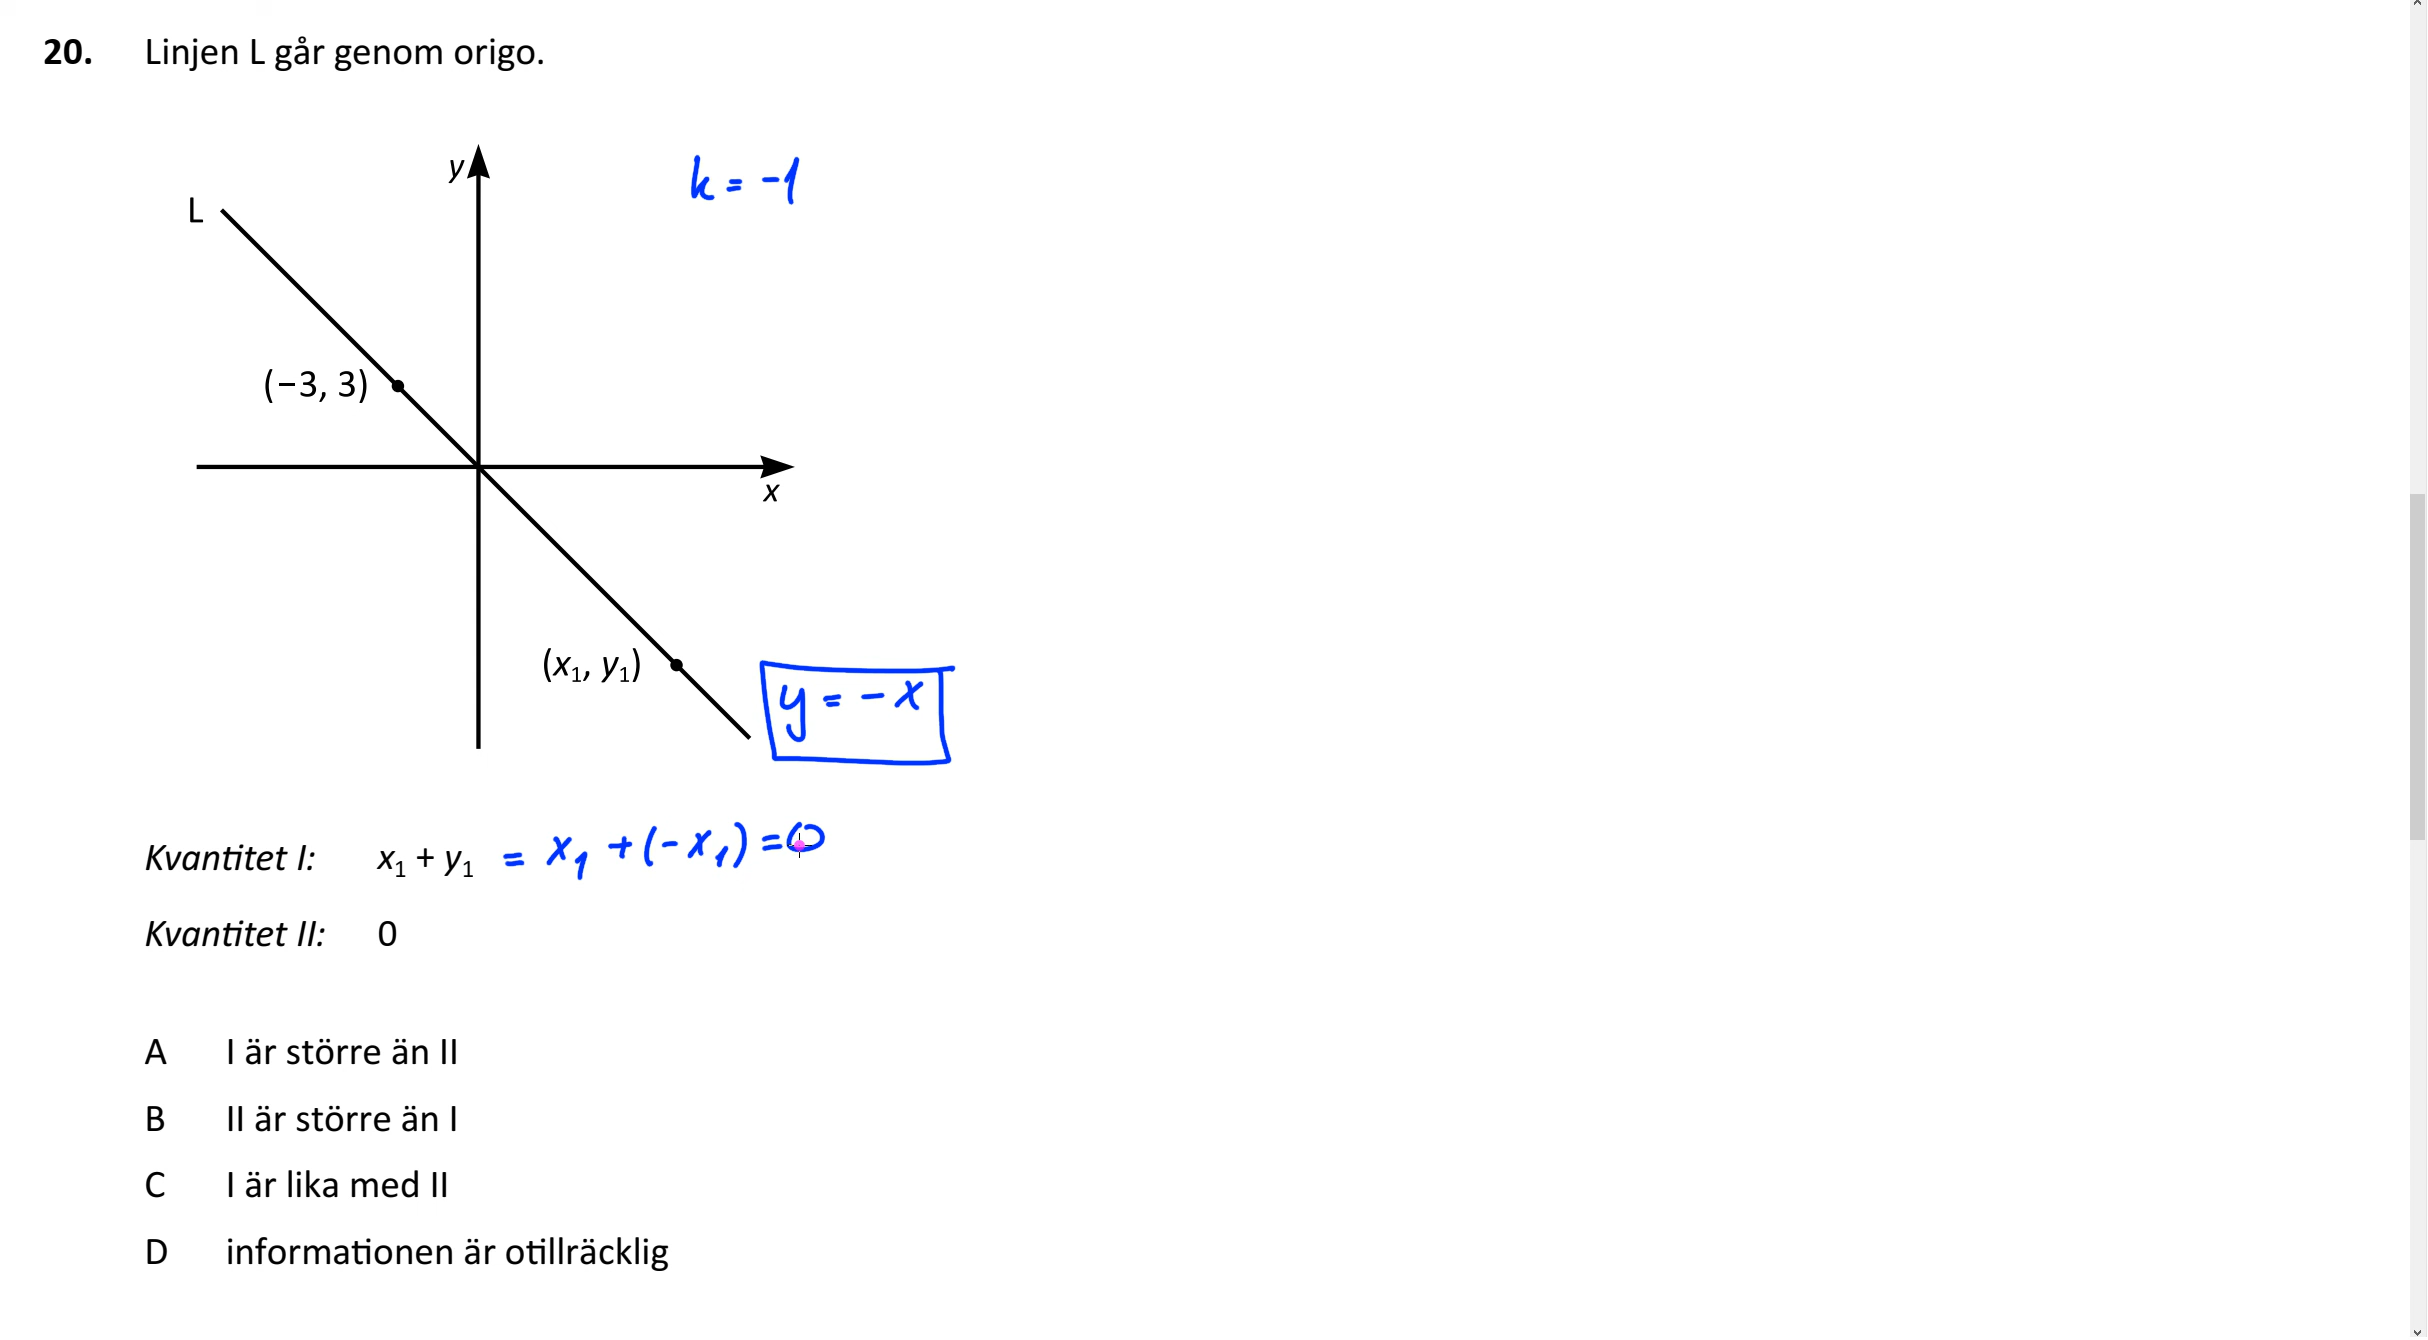 20. Linjen L går genom origo.
y
k = -1
L
(−3, 3)
x
(x₁, y₁)
y = -x
Kvantitet I: x₁ + y₁ = x₁ + (-x₁) = 0
Kvantitet II: 0
A I är större än II
B II är större än I
C I är lika med II
D informationen är otillräcklig